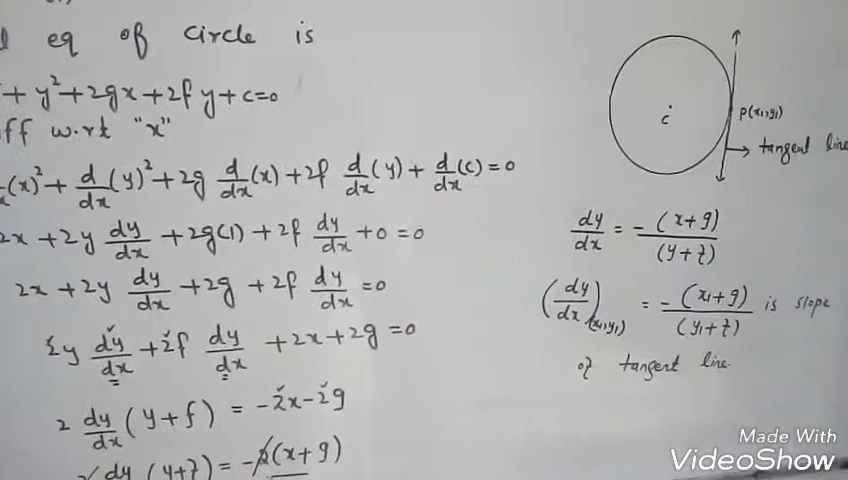 eq of circle is
+ y² + 2gx + 2f y + c = 0
ff w.r.t "x"
(x)² + d/dx (y)² + 2g d/dx (x) + 2f d/dx (y) + d/dx (c) = 0
2x + 2y dy/dx + 2g(1) + 2f dy/dx + 0 = 0
2x + 2y dy/dx + 2g + 2f dy/dx = 0
2y dy/dx + 2f dy/dx + 2x + 2g = 0
2 dy/dx (y + f) = -2x - 2g
2 dy (y + f) = -2(x + g)
c
P(x₁,y₁)
tangent line
dy/dx = -(x + g)/(y + f)
(dy/dx)(x₁,y₁) = -(x₁ + g)/(y₁ + f) is slope
of tangent line
Made With
VideoShow